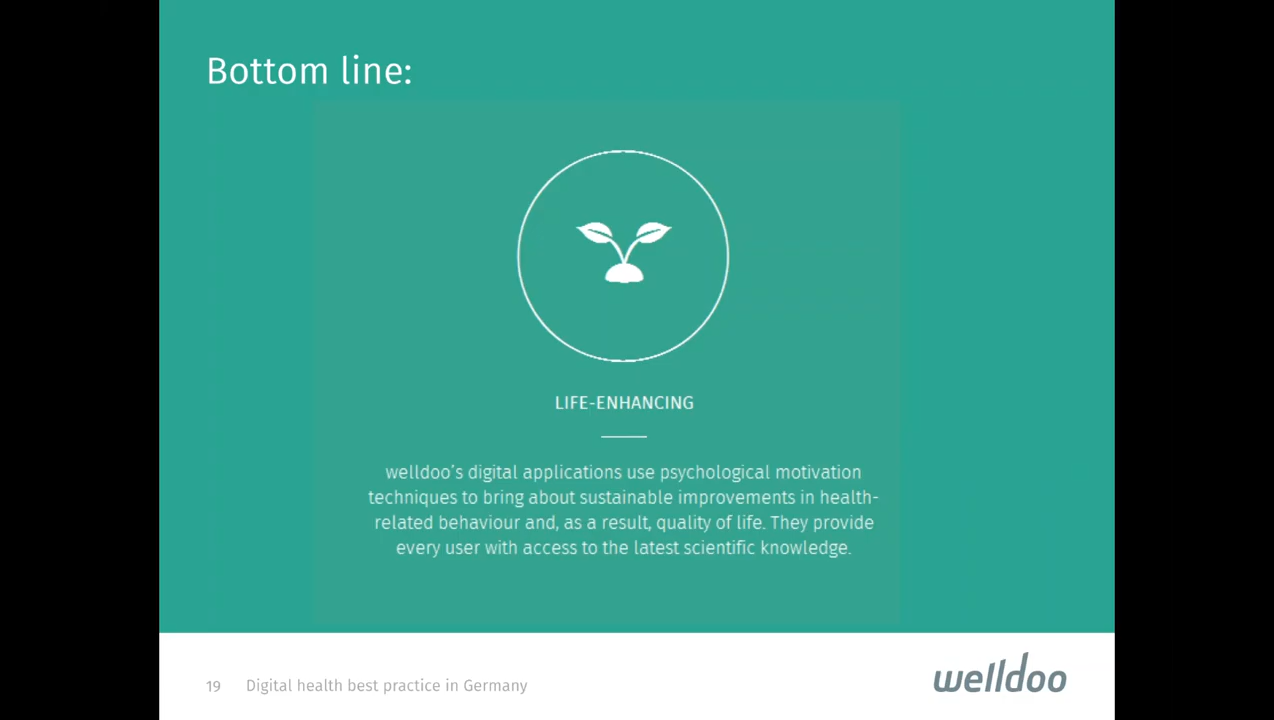 Bottom line:
LIFE-ENHANCING
welldoo's digital applications use psychological motivation
techniques to bring about sustainable improvements in health-
related behaviour and, as a result, quality of life. They provide
every user with access to the latest scientific knowledge.
19 Digital health best practice in Germany
welldoo